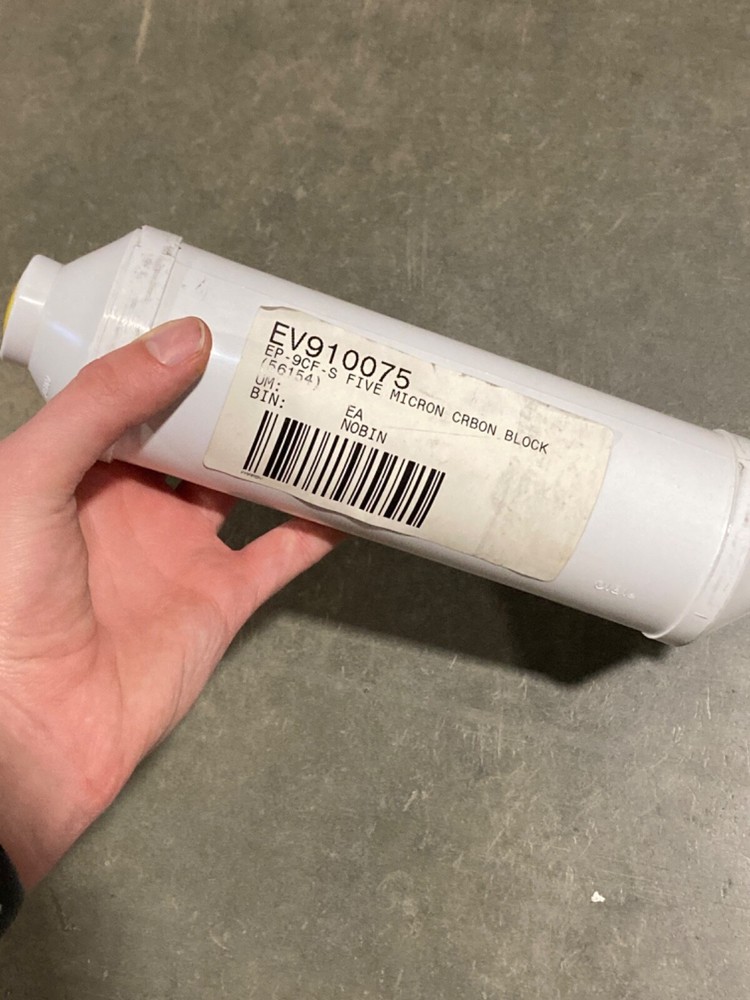 EV910075
EP-9CF-S FIVE MICRON CRBON BLOCK
(56154)
UM: EA
BIN: NOBIN